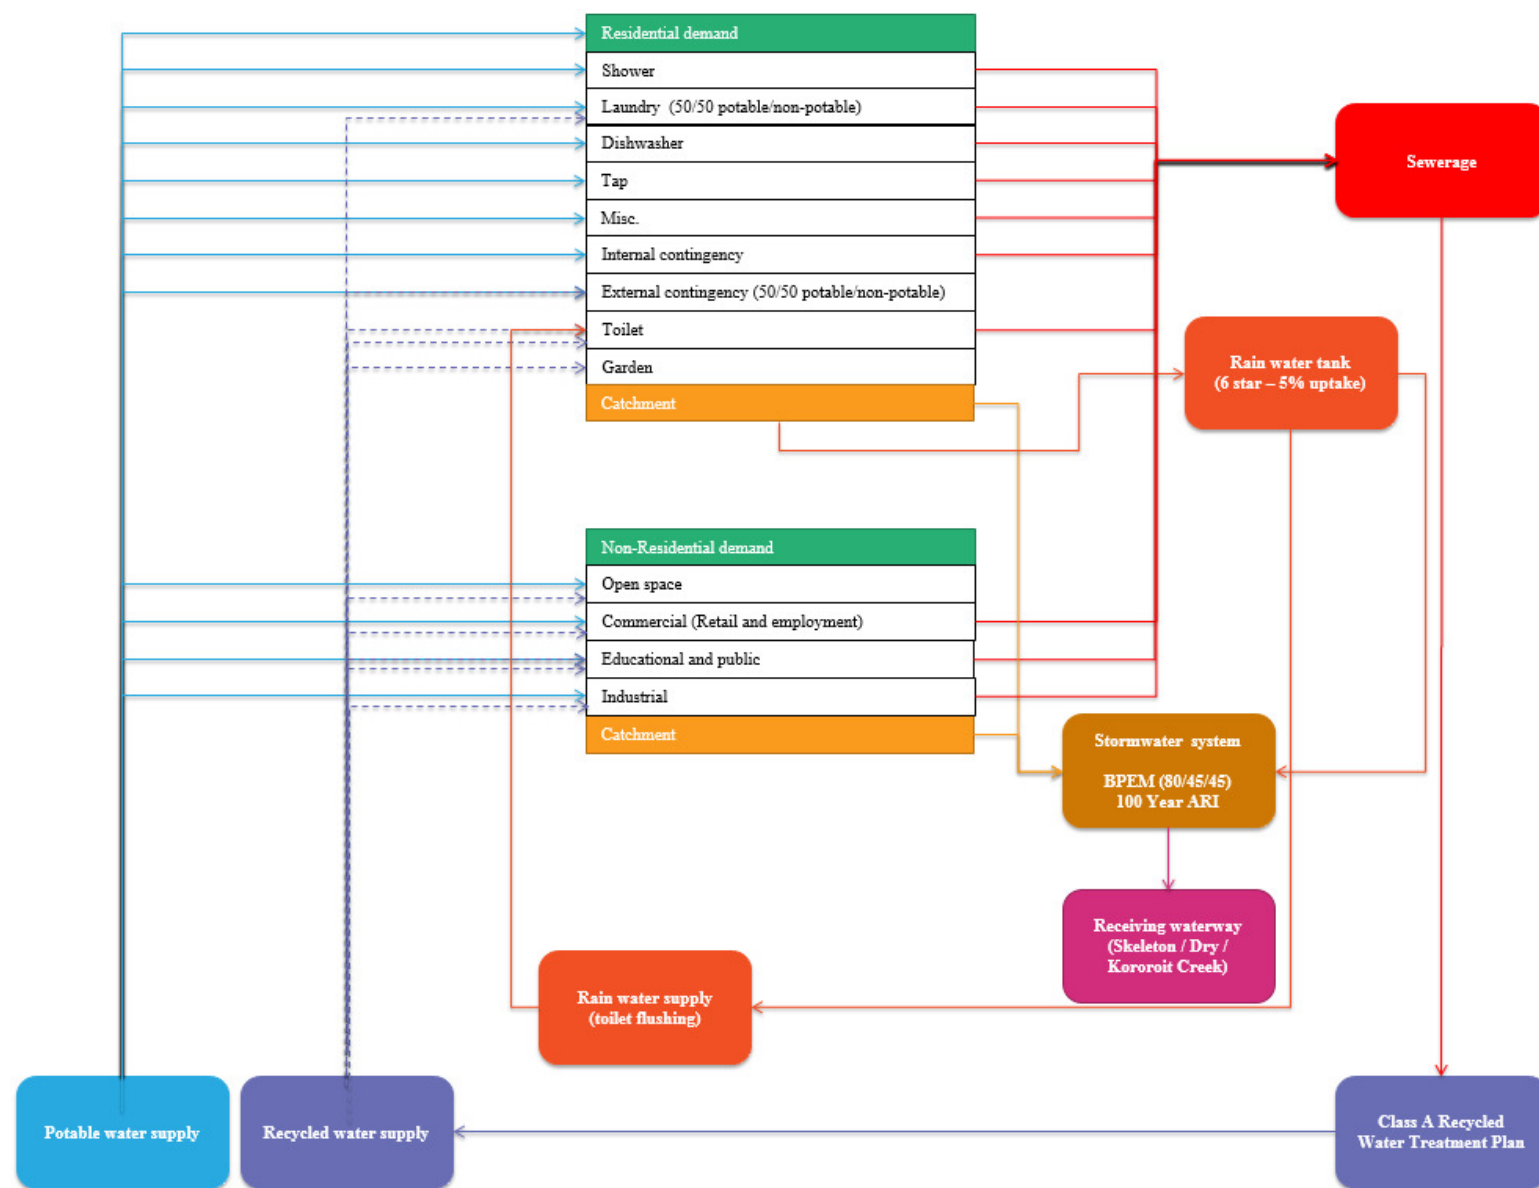 Residential demand
Shower
Laundry (50/50 potable/non-potable)
Dishwasher
Tap
Misc.
Internal contingency
External contingency (50/50 potable/non-potable)
Toilet
Garden
Catchment
Sewerage
Rain water tank
(6 star – 5% uptake)
Non-Residential demand
Open space
Commercial (Retail and employment)
Educational and public
Industrial
Catchment
Stormwater system
BPEM (80/45/45)
100 Year ARI
Receiving waterway
(Skeleton / Dry /
Kororoit Creek)
Rain water supply
(toilet flushing)
Potable water supply
Recycled water supply
Class A Recycled
Water Treatment Plan